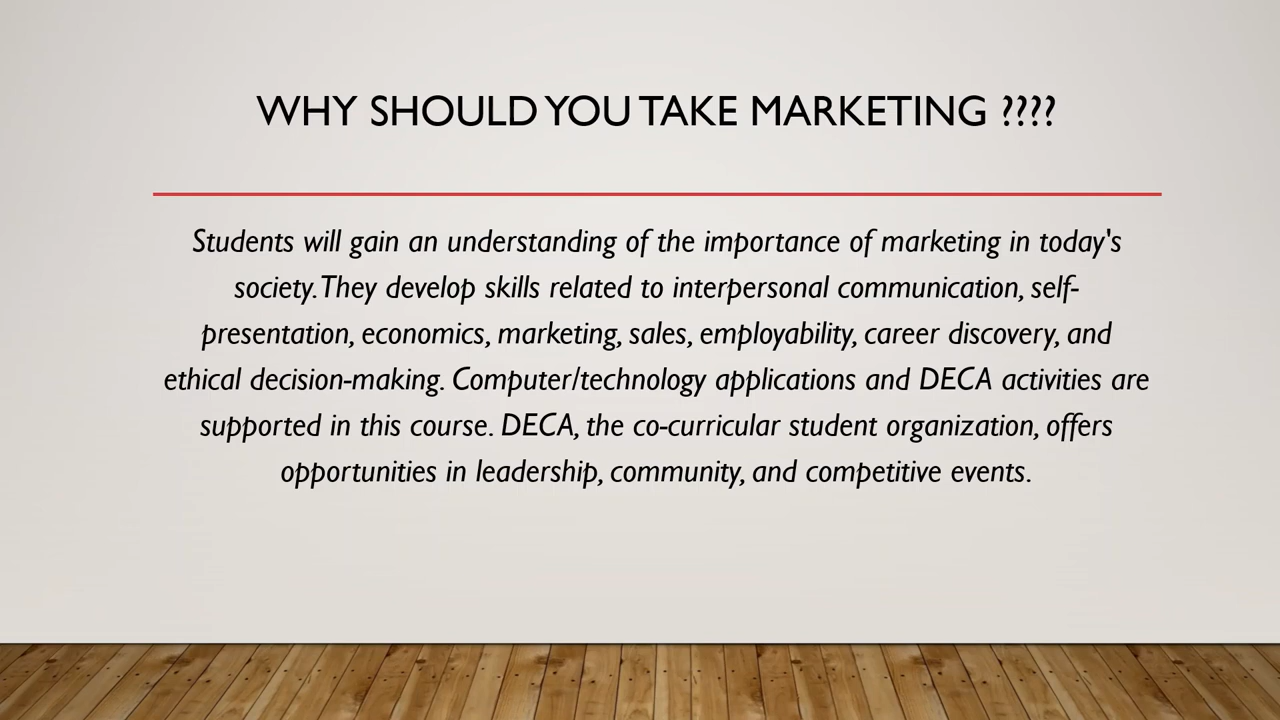 WHY SHOULD YOU TAKE MARKETING ????
Students will gain an understanding of the importance of marketing in today's
society. They develop skills related to interpersonal communication, self-
presentation, economics, marketing, sales, employability, career discovery, and
ethical decision-making. Computer/technology applications and DECA activities are
supported in this course. DECA, the co-curricular student organization, offers
opportunities in leadership, community, and competitive events.